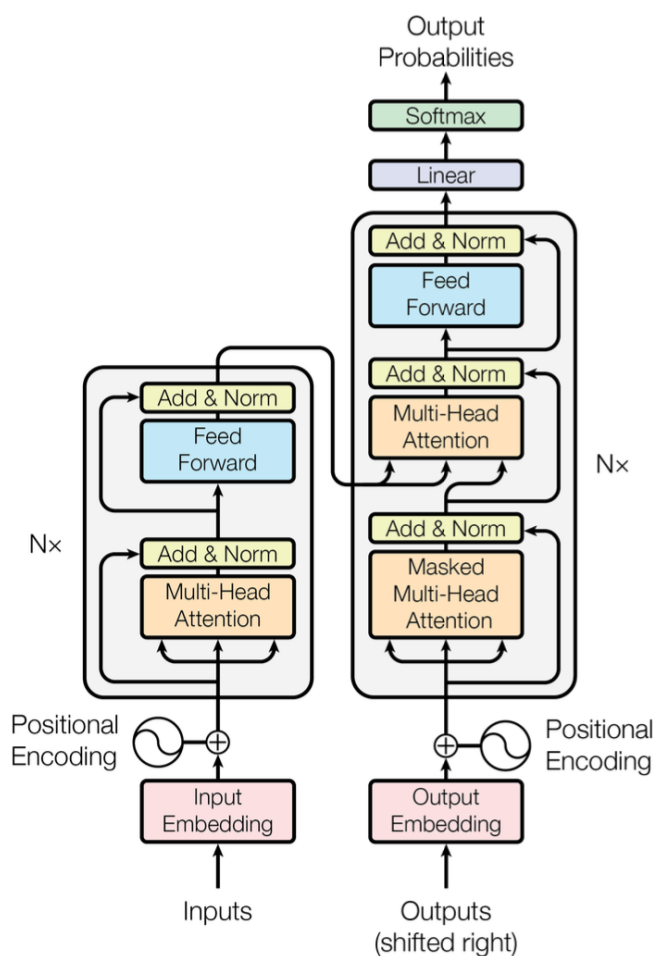 Output
Probabilities
Softmax
Linear
Add & Norm
Feed
Forward
Add & Norm
Multi-Head
Attention
Nx
Add & Norm
Masked
Multi-Head
Attention
Add & Norm
Feed
Forward
Nx
Add & Norm
Multi-Head
Attention
Positional
Encoding
Positional
Encoding
Input
Embedding
Output
Embedding
Inputs
Outputs
(shifted right)